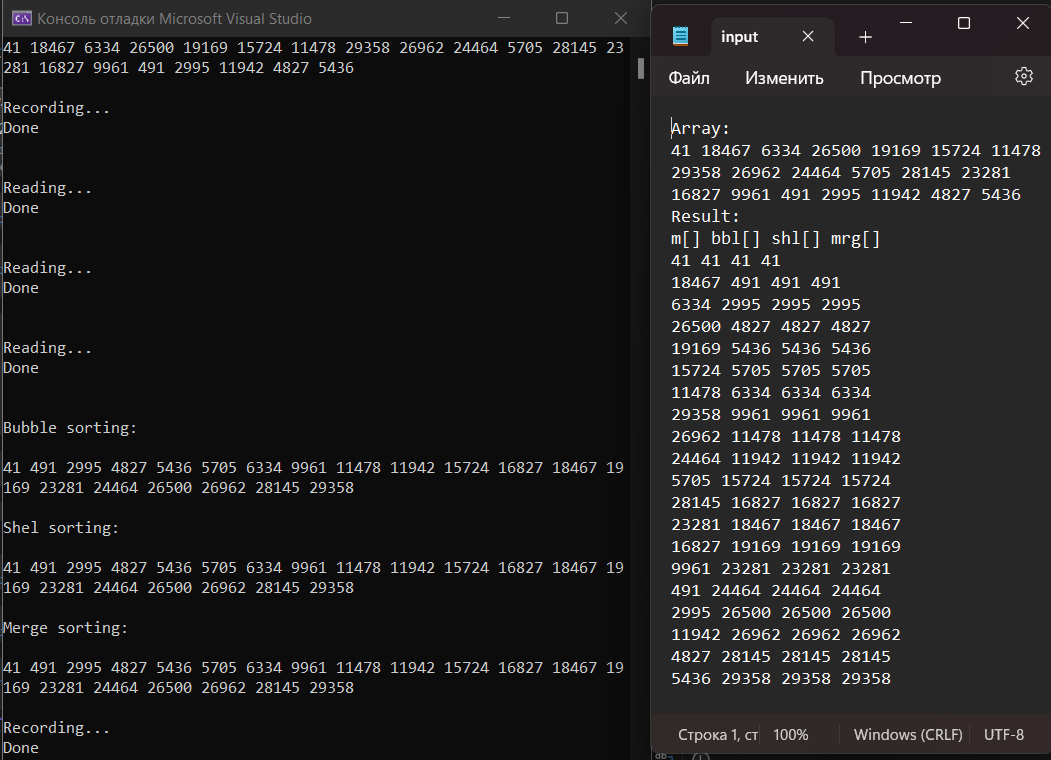 Консоль отладки Microsoft Visual Studio
41 18467 6334 26500 19169 15724 11478 29358 26962 24464 5705 28145 23
281 16827 9961 491 2995 11942 4827 5436
Recording...
Done
Reading...
Done
Reading...
Done
Reading...
Done
Bubble sorting:
41 491 2995 4827 5436 5705 6334 9961 11478 11942 15724 16827 18467 19
169 23281 24464 26500 26962 28145 29358
Shel sorting:
41 491 2995 4827 5436 5705 6334 9961 11478 11942 15724 16827 18467 19
169 23281 24464 26500 26962 28145 29358
Merge sorting:
41 491 2995 4827 5436 5705 6334 9961 11478 11942 15724 16827 18467 19
169 23281 24464 26500 26962 28145 29358
Recording...
Done
input
Файл Изменить Просмотр
Array:
41 18467 6334 26500 19169 15724 11478
29358 26962 24464 5705 28145 23281
16827 9961 491 2995 11942 4827 5436
Result:
m[] bbl[] shl[] mrg[]
41 41 41 41
18467 491 491 491
6334 2995 2995 2995
26500 4827 4827 4827
19169 5436 5436 5436
15724 5705 5705 5705
11478 6334 6334 6334
29358 9961 9961 9961
26962 11478 11478 11478
24464 11942 11942 11942
5705 15724 15724 15724
28145 16827 16827 16827
23281 18467 18467 18467
16827 19169 19169 19169
9961 23281 23281 23281
491 24464 24464 24464
2995 26500 26500 26500
11942 26962 26962 26962
4827 28145 28145 28145
5436 29358 29358 29358
Строка 1, ст 100% Windows (CRLF) UTF-8